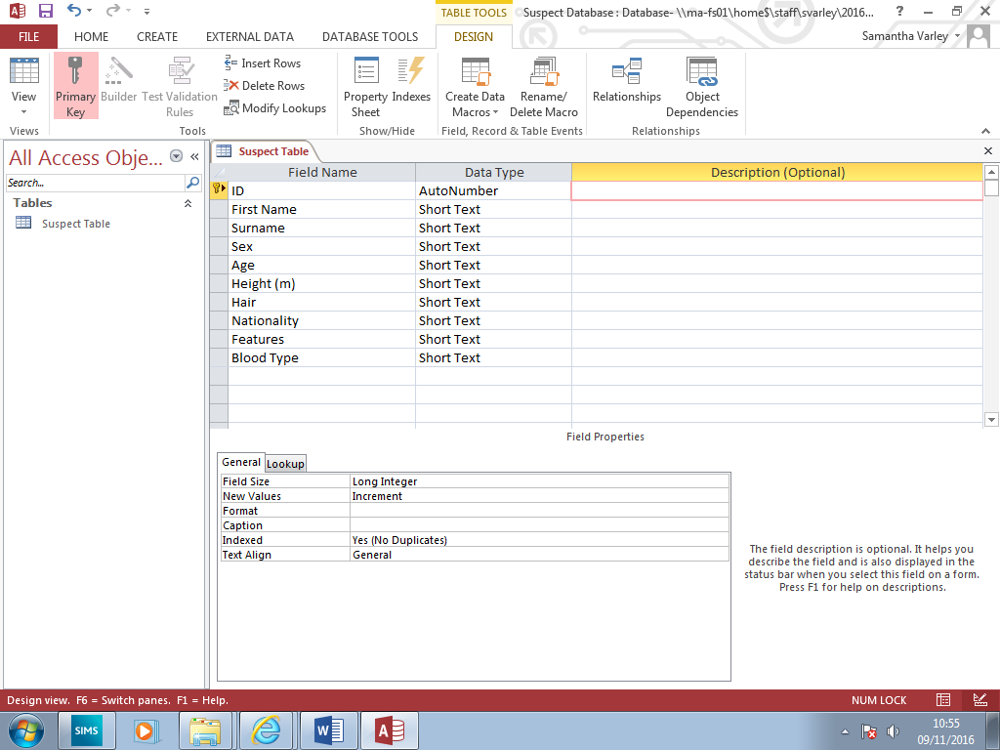 TABLE TOOLS
Suspect Database : Database- \\ma-fs01\home$\staff\svarley\2016...
?
FILE
HOME
CREATE
EXTERNAL DATA
DATABASE TOOLS
DESIGN
Samantha Varley
View
Primary Key
Builder
Test Validation Rules
Insert Rows
Delete Rows
Modify Lookups
Property Sheet
Indexes
Create Data Macros
Rename/ Delete Macro
Relationships
Object Dependencies
Views
Tools
Show/Hide
Field, Record & Table Events
Relationships
All Access Obje...
Search...
Tables
Suspect Table
Suspect Table
Field Name
Data Type
Description (Optional)
ID AutoNumber
First Name Short Text
Surname Short Text
Sex Short Text
Age Short Text
Height (m) Short Text
Hair Short Text
Nationality Short Text
Features Short Text
Blood Type Short Text
Field Properties
General
Lookup
Field Size Long Integer
New Values Increment
Format
Caption
Indexed Yes (No Duplicates)
Text Align General
The field description is optional. It helps you
describe the field and is also displayed in the
status bar when you select this field on a form.
Press F1 for help on descriptions.
Design view. F6 = Switch panes. F1 = Help.
NUM LOCK
SIMS
10:55
09/11/2016